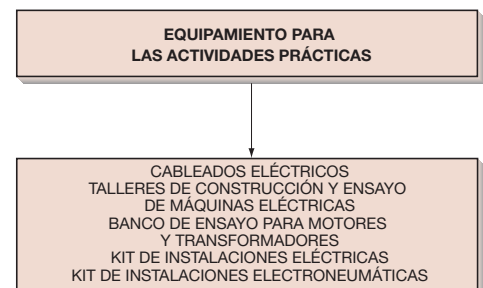 EQUIPAMIENTO PARA
LAS ACTIVIDADES PRÁCTICAS
CABLEADOS ELÉCTRICOS
TALLERES DE CONSTRUCCIÓN Y ENSAYO
DE MÁQUINAS ELÉCTRICAS
BANCO DE ENSAYO PARA MOTORES
Y TRANSFORMADORES
KIT DE INSTALACIONES ELÉCTRICAS
KIT DE INSTALACIONES ELECTRONEUMÁTICAS